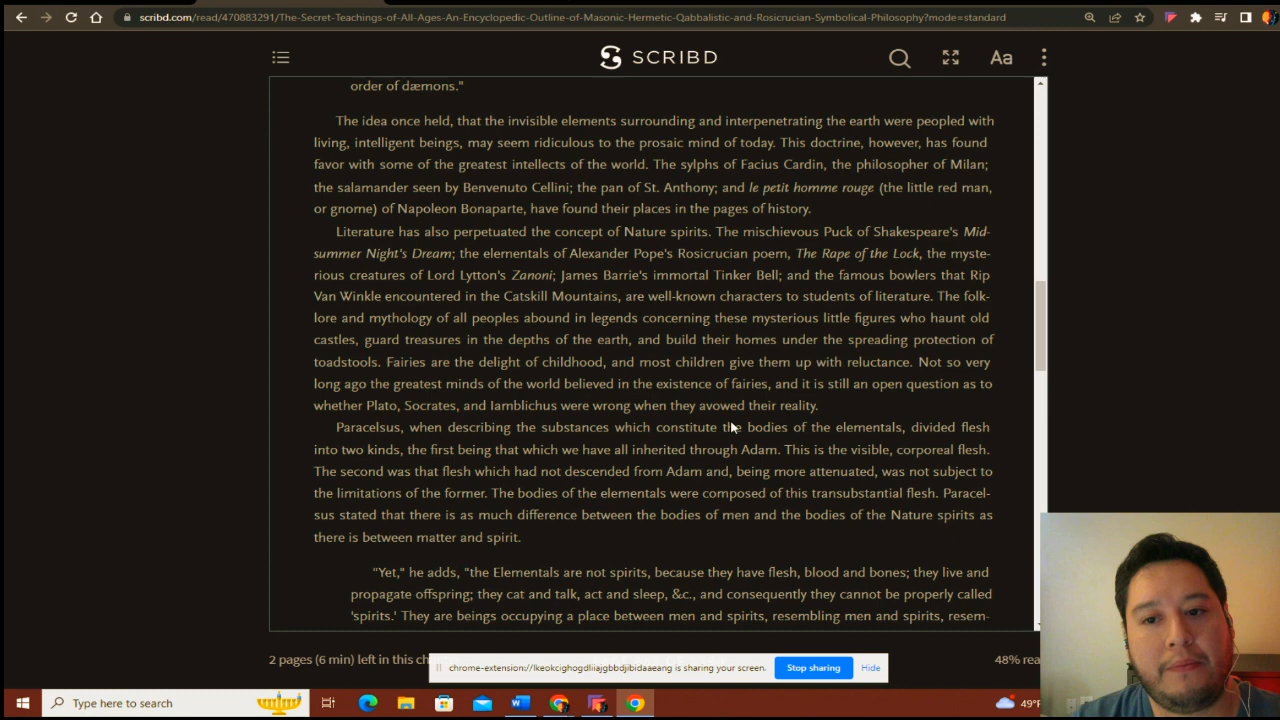 scribd.com/read/470883291/The-Secret-Teachings-of-All-Ages-An-Encyclopedic-Outline-of-Masonic-Hermetic-Qabbalistic-and-Rosicrucian-Symbolical-Philosophy?mode=standard
SCRIBD
Aa
order of dæmons."
The idea once held, that the invisible elements surrounding and interpenetrating the earth were peopled with
living, intelligent beings, may seem ridiculous to the prosaic mind of today. This doctrine, however, has found
favor with some of the greatest intellects of the world. The sylphs of Facius Cardin, the philosopher of Milan;
the salamander seen by Benvenuto Cellini; the pan of St. Anthony; and le petit homme rouge (the little red man,
or gnome) of Napoleon Bonaparte, have found their places in the pages of history.
Literature has also perpetuated the concept of Nature spirits. The mischievous Puck of Shakespeare's Mid-
summer Night's Dream; the elementals of Alexander Pope's Rosicrucian poem, The Rape of the Lock, the myste-
rious creatures of Lord Lytton's Zanoni; James Barrie's immortal Tinker Bell; and the famous bowlers that Rip
Van Winkle encountered in the Catskill Mountains, are well-known characters to students of literature. The folk-
lore and mythology of all peoples abound in legends concerning these mysterious little figures who haunt old
castles, guard treasures in the depths of the earth, and build their homes under the spreading protection of
toadstools. Fairies are the delight of childhood, and most children give them up with reluctance. Not so very
long ago the greatest minds of the world believed in the existence of fairies, and it is still an open question as to
whether Plato, Socrates, and Iamblichus were wrong when they avowed their reality.
Paracelsus, when describing the substances which constitute the bodies of the elementals, divided flesh
into two kinds, the first being that which we have all inherited through Adam. This is the visible, corporeal flesh.
The second was that flesh which had not descended from Adam and, being more attenuated, was not subject to
the limitations of the former. The bodies of the elementals were composed of this transubstantial flesh. Paracel-
sus stated that there is as much difference between the bodies of men and the bodies of the Nature spirits as
there is between matter and spirit.
"Yet," he adds, "the Elementals are not spirits, because they have flesh, blood and bones; they live and
propagate offspring; they cat and talk, act and sleep, &c., and consequently they cannot be properly called
'spirits.' They are beings occupying a place between men and spirits, resembling men and spirits, resem-
2 pages (6 min) left in this ch
48% rea
chrome-extension://lkeokcighogdliiajgbbdjibidaaeang is sharing your screen.
Stop sharing
Hide
Type here to search
49°F